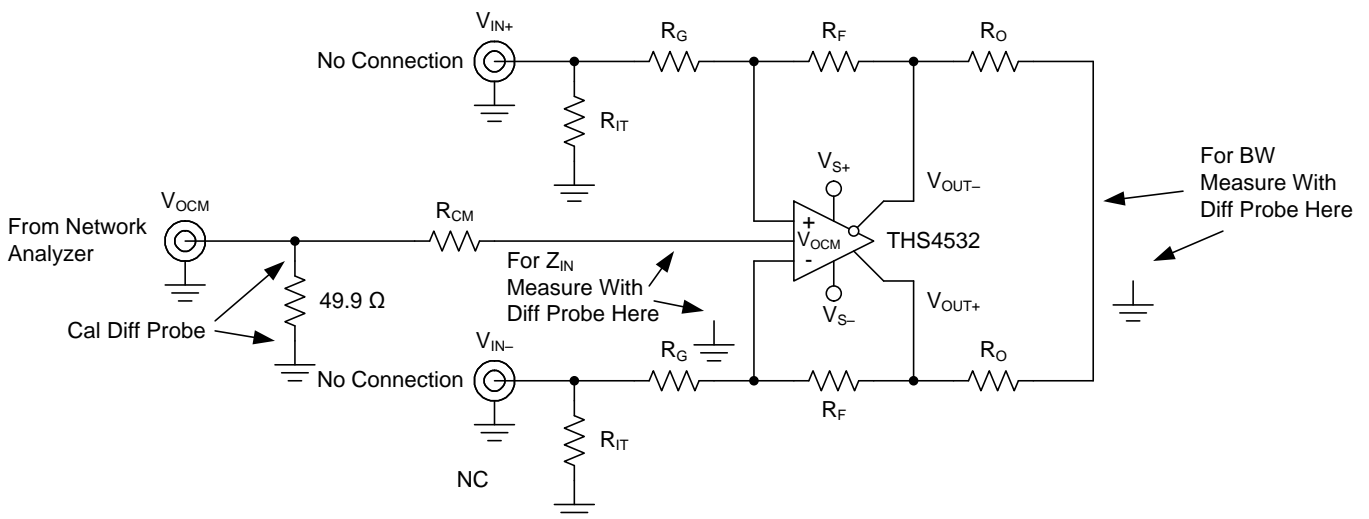 VIN+
No Connection
RG
RF
RO
RIT
VS+
VOUT–
For BW
Measure With
Diff Probe Here
VOCM
From Network
Analyzer
RCM
+
VOCM
-
THS4532
For ZIN
Measure With
Diff Probe Here
49.9 Ω
Cal Diff Probe
VS–
VOUT+
VIN–
No Connection
RG
RF
RO
RIT
NC